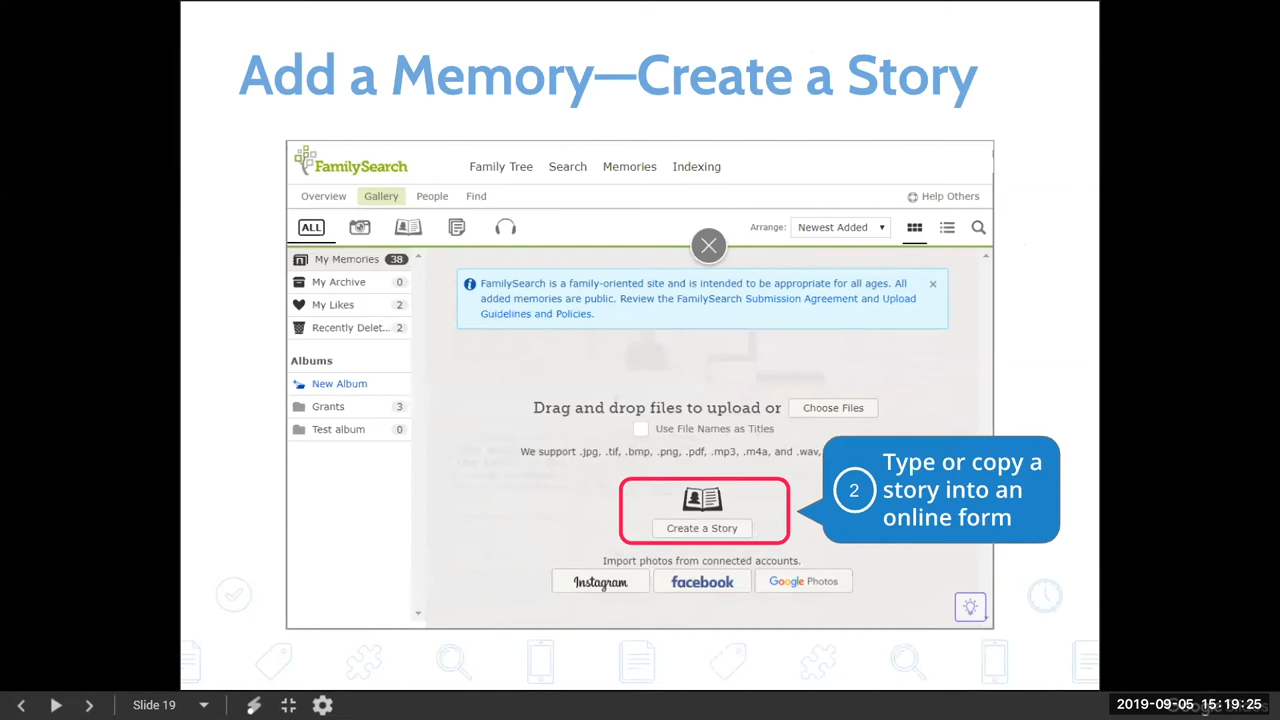 Add a Memory—Create a Story
FamilySearch
Family Tree Search Memories Indexing
Overview Gallery People Find Help Others
ALL Arrange: Newest Added
My Memories 38
My Archive 0
My Likes 2
Recently Delet... 2
Albums
New Album
Grants 3
Test album 0
FamilySearch is a family-oriented site and is intended to be appropriate for all ages. All
added memories are public. Review the FamilySearch Submission Agreement and Upload
Guidelines and Policies.
Drag and drop files to upload or Choose Files
Use File Names as Titles
We support .jpg, .tif, .bmp, .png, .pdf, .mp3, .m4a, and .wav,
Create a Story
2
Type or copy a
story into an
online form
Import photos from connected accounts.
Instagram facebook Google Photos
Slide 19
2019-09-05 15:19:25